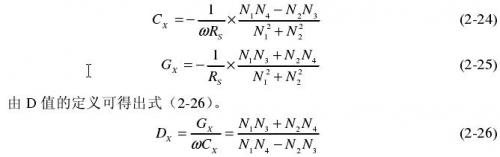 C_X = -\frac{1}{\omega R_S} \times \frac{N_1 N_4 - N_2 N_3}{N_1^2 + N_2^2} (2-24)
G_X = -\frac{1}{R_S} \times \frac{N_1 N_3 + N_2 N_4}{N_1^2 + N_2^2} (2-25)
由 D 值的定义可得出式（2-26）。
D_X = \frac{G_X}{\omega C_X} = \frac{N_1 N_3 + N_2 N_4}{N_1 N_4 - N_2 N_3} (2-26)